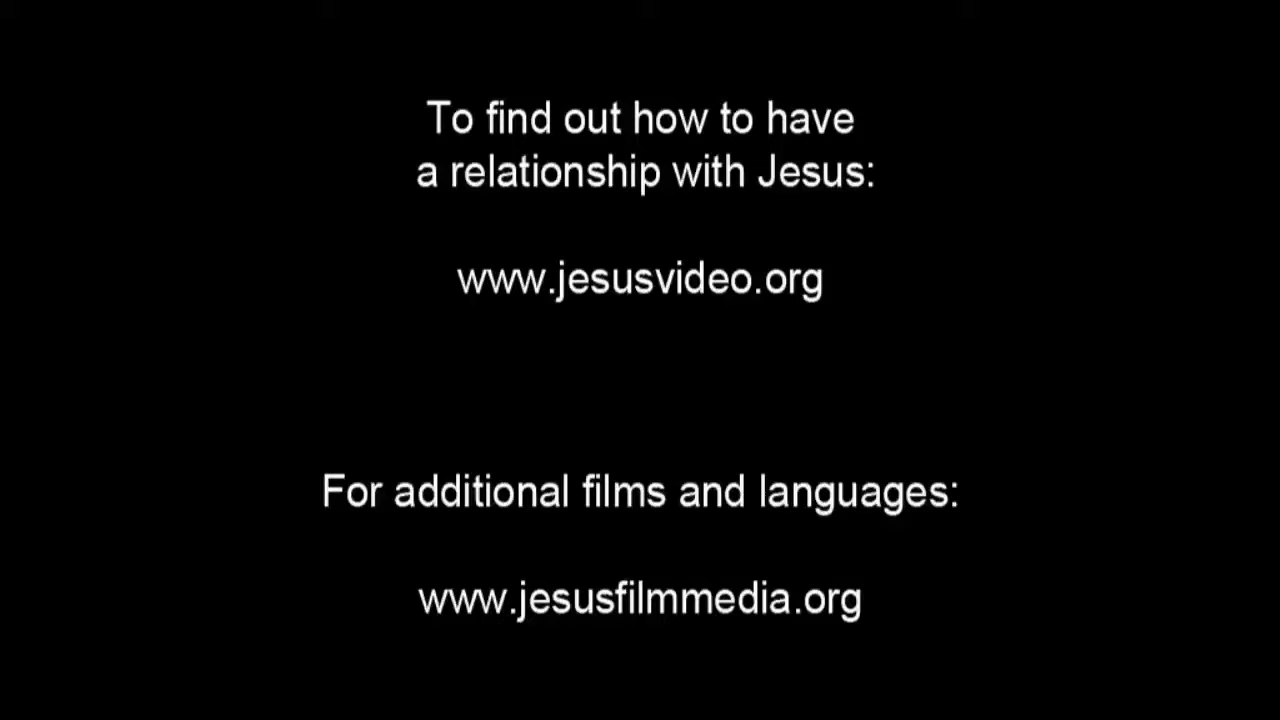 To find out how to have
a relationship with Jesus:
www.jesusvideo.org
For additional films and languages:
www.jesusfilmmedia.org